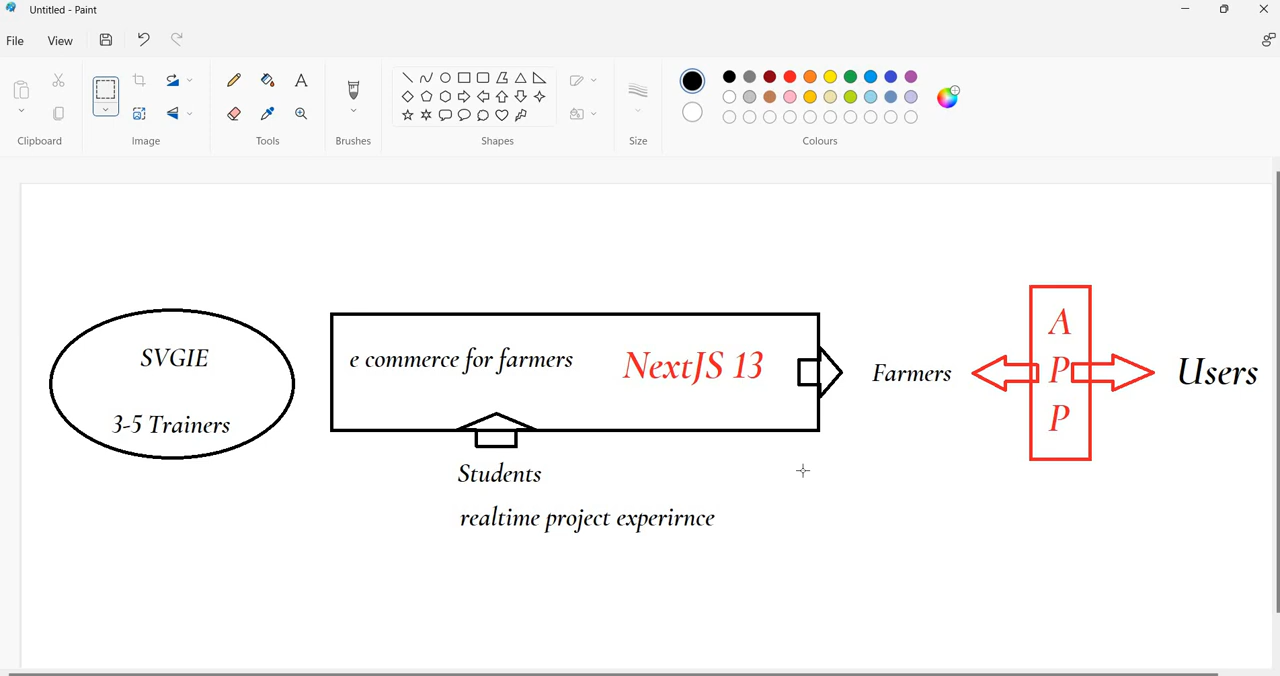 Untitled - Paint
File View
Clipboard
Image
Tools
Brushes
Shapes
Size
Colours
SVGIE
3-5 Trainers
e commerce for farmers
NextJS 13
Students
realtime project experirnce
Farmers
A
P
P
Users